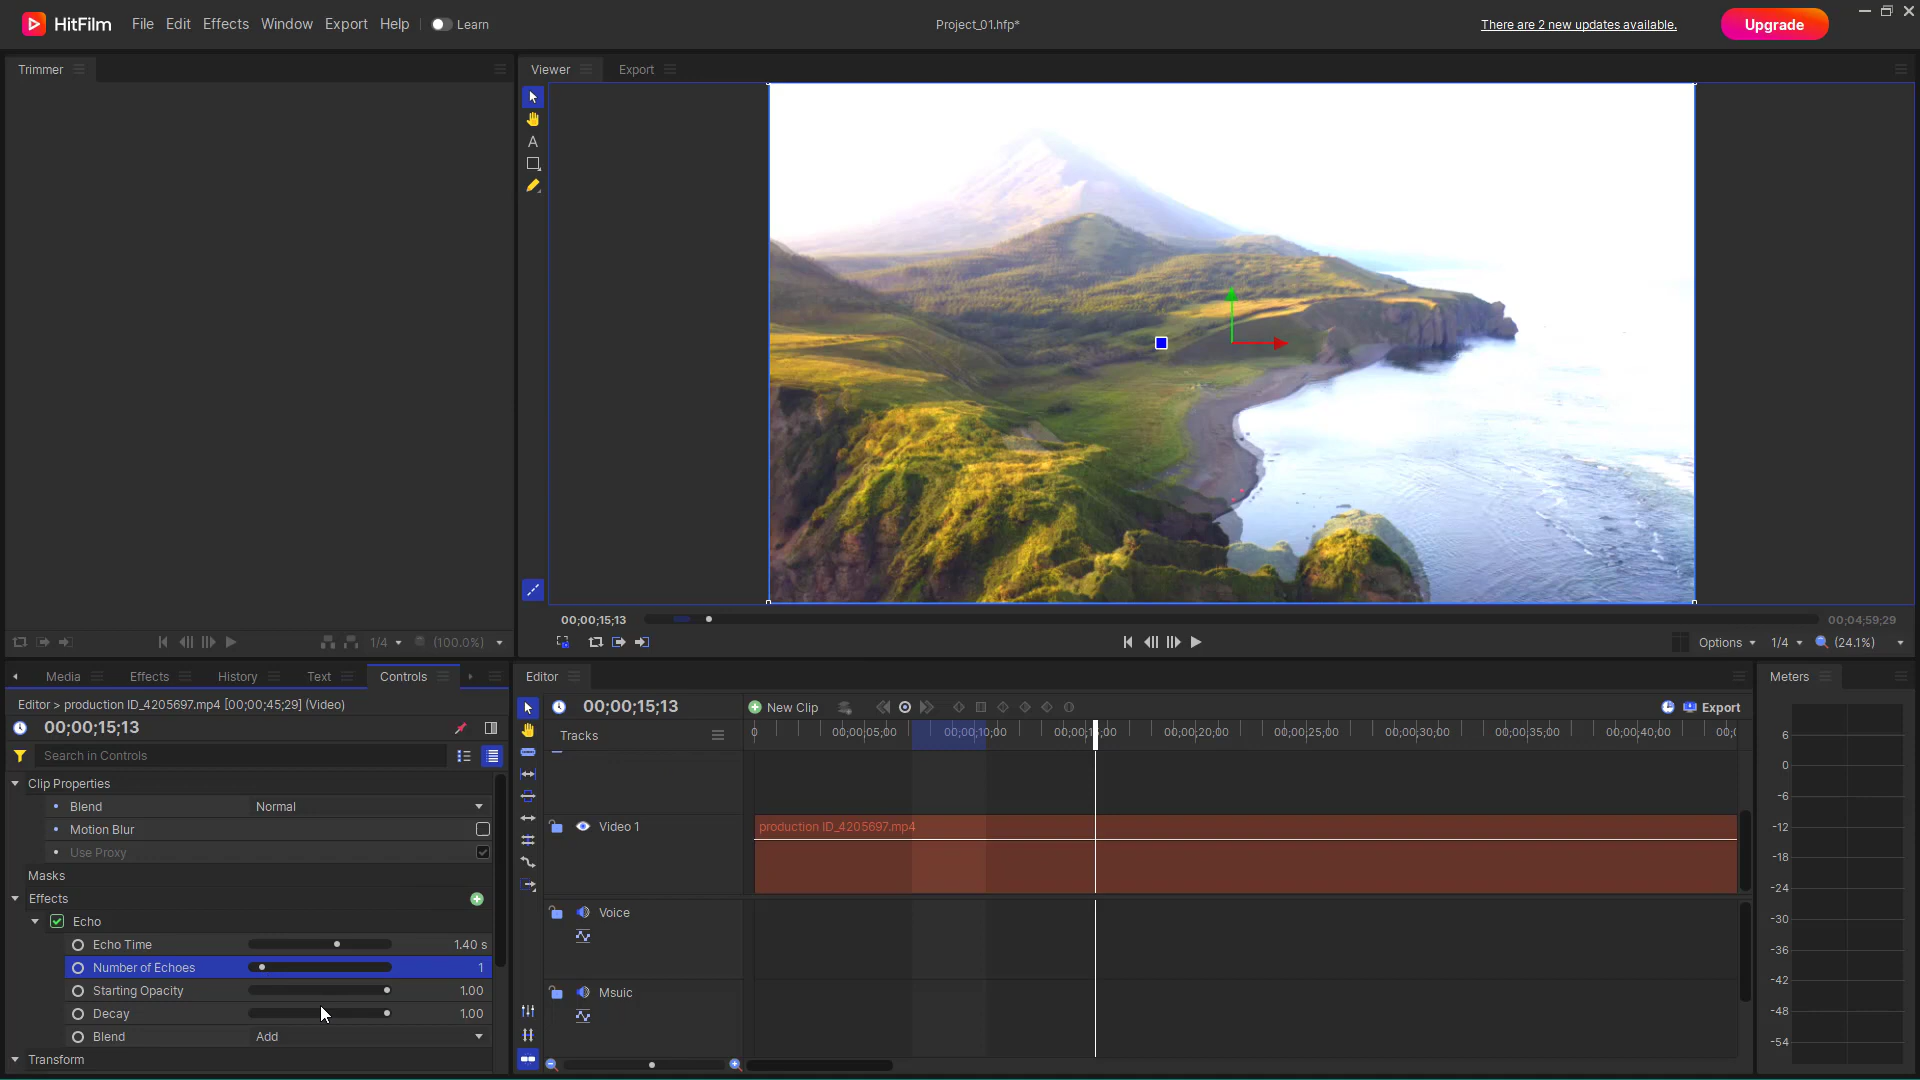 HitFilm File Edit Effects Window Export Help Learn Project_01.hfp* There are 2 new updates available. Upgrade
Trimmer
Viewer Export
A
00;00;15;13 00;04;59;29
1/4 (100.0%)
Options 1/4 (24.1%)
Media Effects History Text Controls
Editor > production ID_4205697.mp4 [00;00;45;29] (Video)
00;00;15;13
Search in Controls
Clip Properties
Blend Normal
Motion Blur
Use Proxy
Masks
Effects
Echo
Echo Time 1.40 s
Number of Echoes 1
Starting Opacity 1.00
Decay 1.00
Blend Add
Transform
Editor
00;00;15;13 New Clip Export
Tracks 0 00;00;05;00 00;00;10;00 00;00;20;00 00;00;25;00 00;00;30;00 00;00;35;00 00;00;40;00
Video 1 production ID_4205697.mp4
Voice
Msuic
Meters
6
0
-6
-12
-18
-24
-30
-36
-42
-48
-54